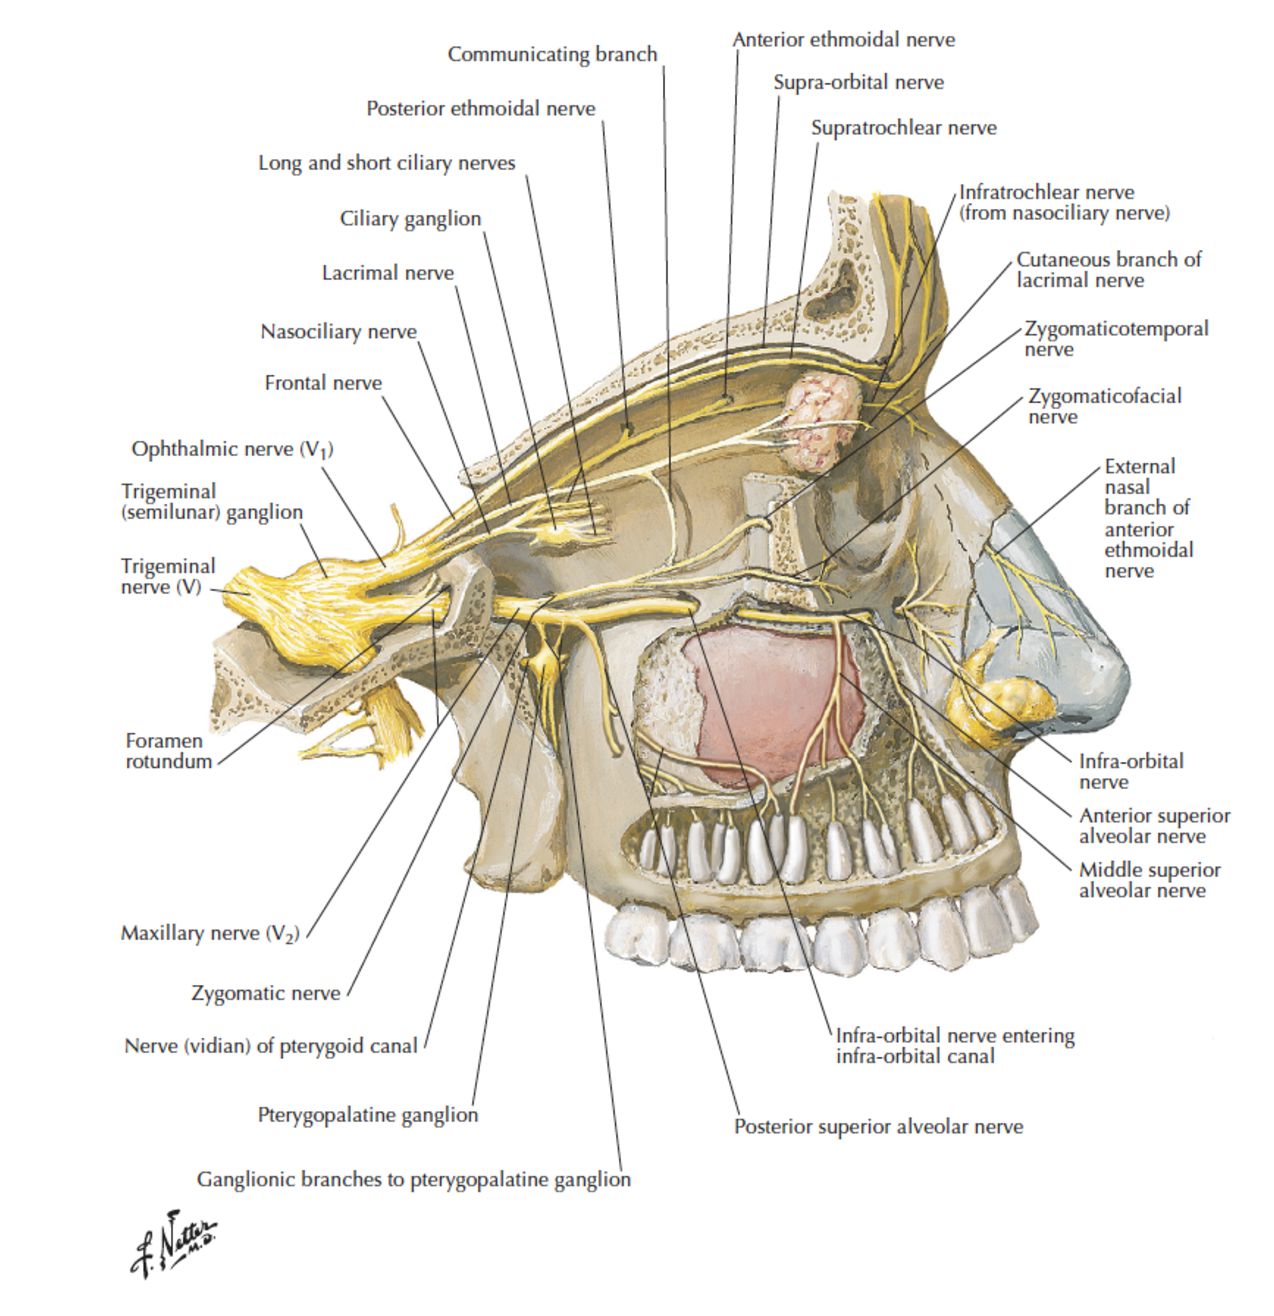 Communicating branch
Anterior ethmoidal nerve
Supra-orbital nerve
Posterior ethmoidal nerve
Supratrochlear nerve
Long and short ciliary nerves
Infratrochlear nerve
(from nasociliary nerve)
Ciliary ganglion
Cutaneous branch of
lacrimal nerve
Lacrimal nerve
Nasociliary nerve
Zygomaticotemporal
nerve
Frontal nerve
Zygomaticofacial
nerve
Ophthalmic nerve (V₁)
External
nasal
branch of
anterior
ethmoidal
nerve
Trigeminal
(semilunar) ganglion
Trigeminal
nerve (V)
Foramen
rotundum
Infra-orbital
nerve
Anterior superior
alveolar nerve
Middle superior
alveolar nerve
Maxillary nerve (V₂)
Zygomatic nerve
Nerve (vidian) of pterygoid canal
Infra-orbital nerve entering
infra-orbital canal
Pterygopalatine ganglion
Posterior superior alveolar nerve
Ganglionic branches to pterygopalatine ganglion
F. Netter
M.D.